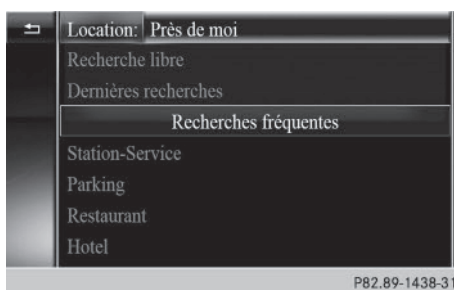 Location: Près de moi
Recherche libre
Dernières recherches
Recherches fréquentes
Station-Service
Parking
Restaurant
Hotel
P82.89-1438-31